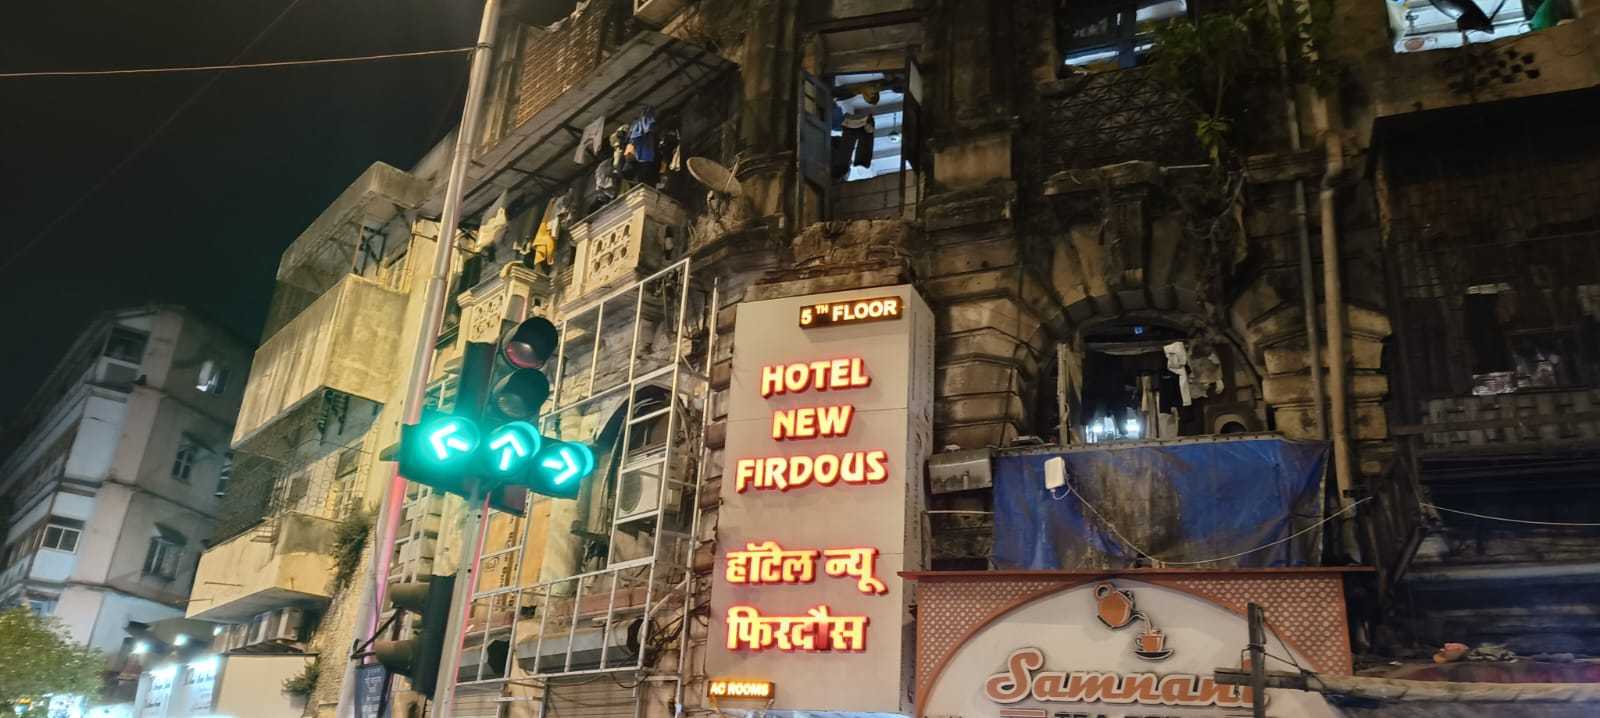 5TH FLOOR
HOTEL
NEW
FIRDOUS
हॉटेल न्यू
फिरदौस
AC ROOMS
Samnani